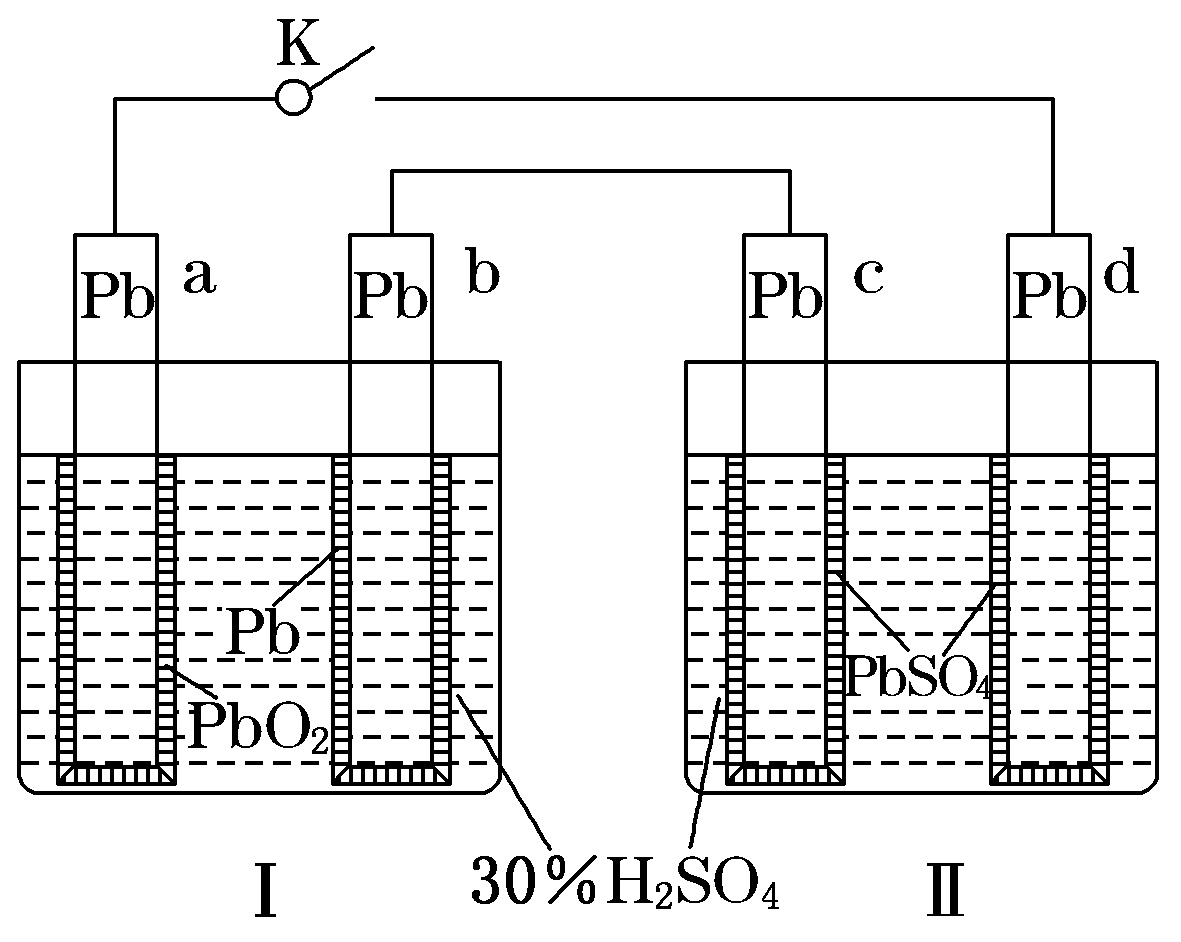 K
Pb a Pb b Pb c Pb d
Pb
PbSO₄
PbO₂
30%H₂SO₄
Ⅰ Ⅱ